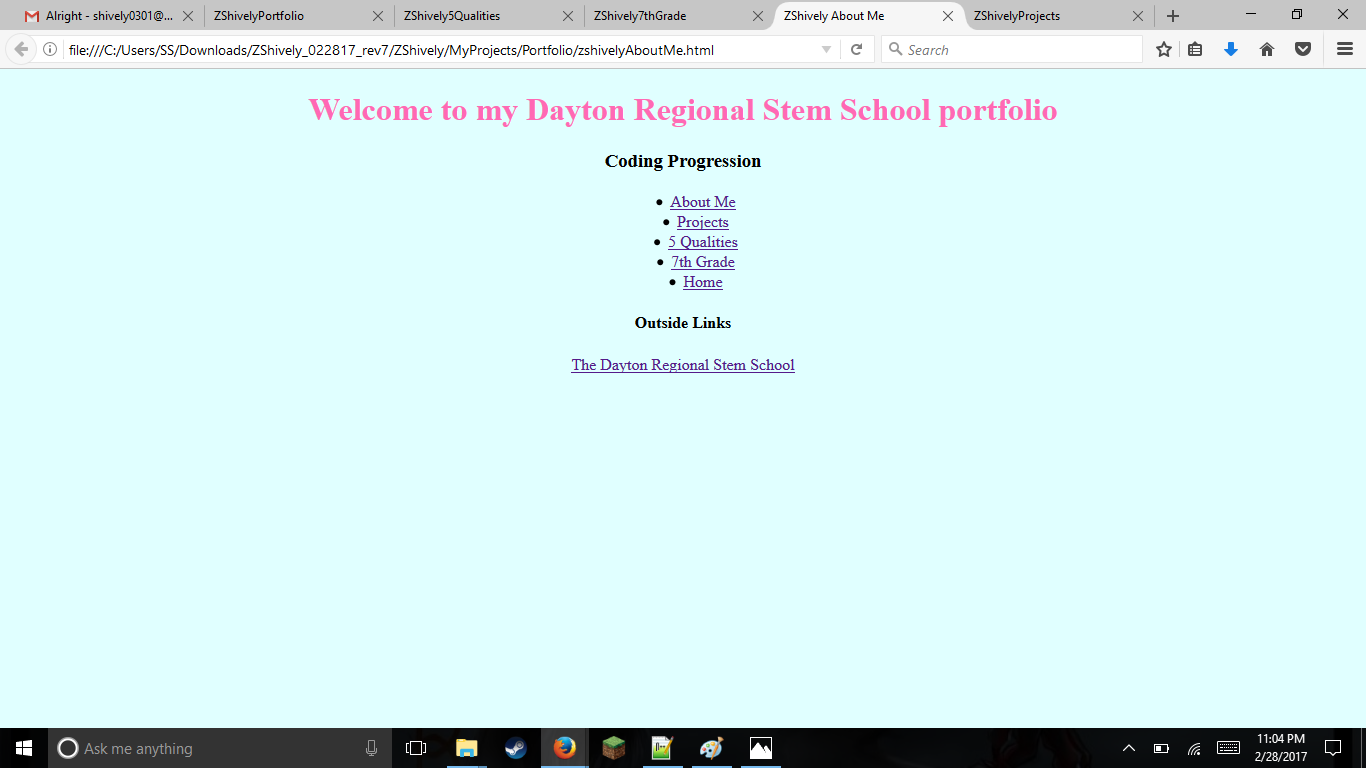 Alright - shively0301@...
ZShivelyPortfolio
ZShively5Qualities
ZShively7thGrade
ZShively About Me
ZShivelyProjects
file:///C:/Users/SS/Downloads/ZShively_022817_rev7/ZShively/MyProjects/Portfolio/zshivelyAboutMe.html
Search
Welcome to my Dayton Regional Stem School portfolio
Coding Progression
• About Me
• Projects
• 5 Qualities
• 7th Grade
• Home
Outside Links
The Dayton Regional Stem School
Ask me anything
11:04 PM
2/28/2017